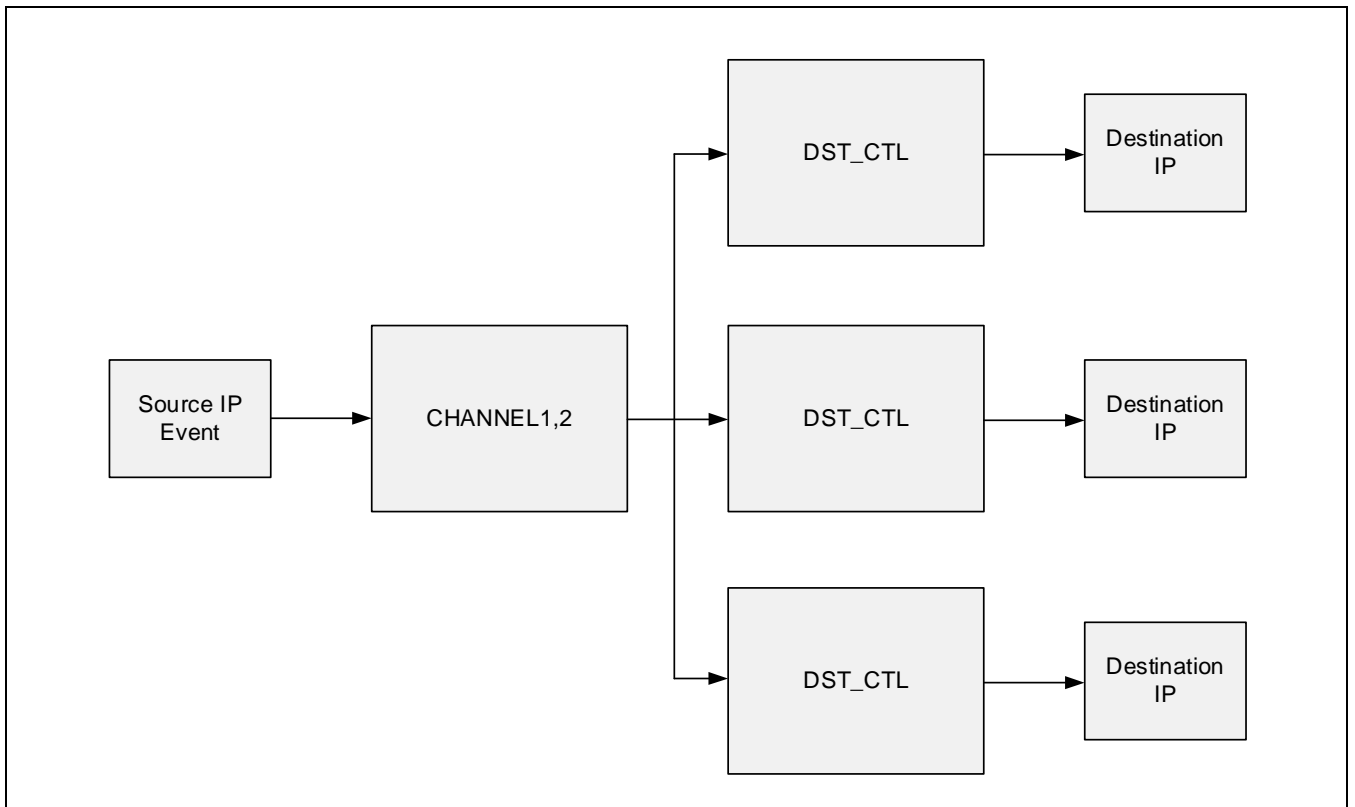 DST_CTL
Destination
IP
Source IP
Event
CHANNEL1,2
DST_CTL
Destination
IP
DST_CTL
Destination
IP